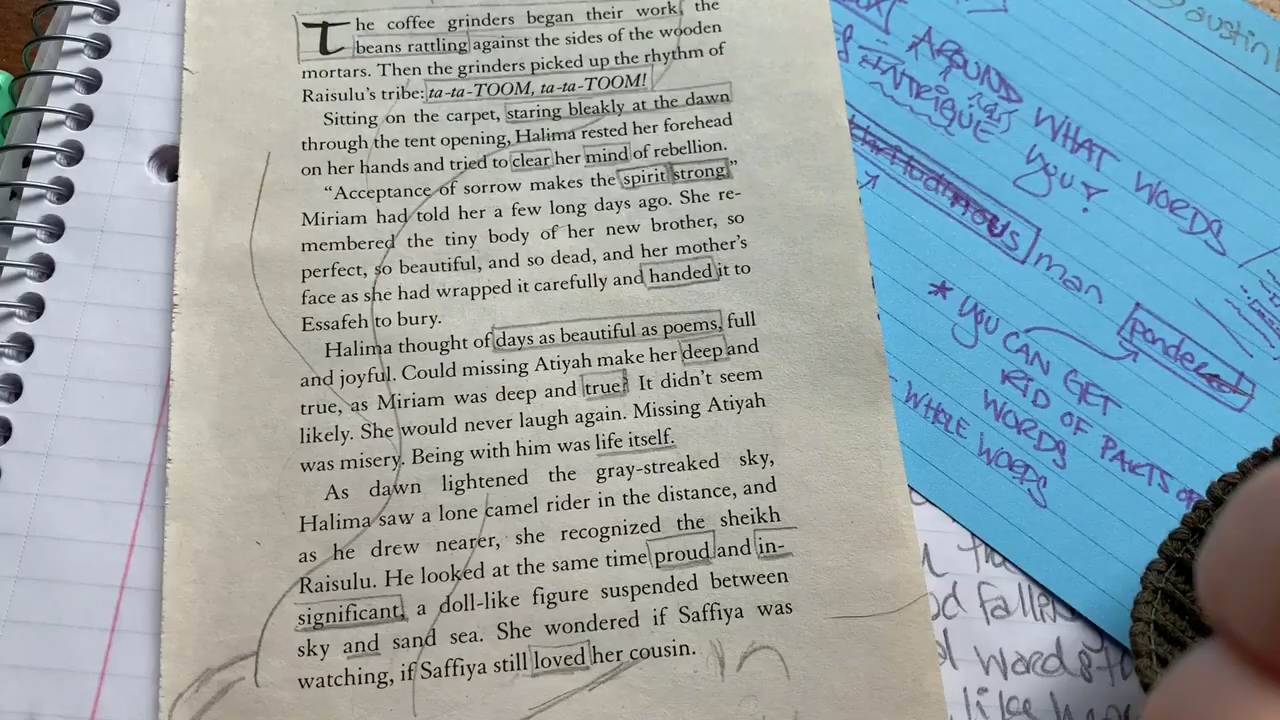 The coffee grinders began their work, the
beans rattling against the sides of the wooden
mortars. Then the grinders picked up the rhythm of
Raisulu's tribe: ta-ta-TOOM, ta-ta-TOOM!
Sitting on the carpet, staring bleakly at the dawn
through the tent opening, Halima rested her forehead
on her hands and tried to clear her mind of rebellion.
"Acceptance of sorrow makes the spirit strong,"
Miriam had told her a few long days ago. She re-
membered the tiny body of her new brother, so
perfect, so beautiful, and so dead, and her mother's
face as she had wrapped it carefully and handed it to
Essafeh to bury.
Halima thought of days as beautiful as poems, full
and joyful. Could missing Atiyah make her deep and
true, as Miriam was deep and true? It didn't seem
likely. She would never laugh again. Missing Atiyah
was misery. Being with him was life itself.
As dawn lightened the gray-streaked sky,
Halima saw a lone camel rider in the distance, and
as he drew nearer, she recognized the sheikh
Raisulu. He looked at the same time proud and in-
significant, a doll-like figure suspended between
sky and sand sea. She wondered if Saffiya was
watching, if Saffiya still loved her cousin.
austin
AROUND WHAT WORDS
INTRIGUE YOU?
man pondered
* YOU CAN GET
RID OF PARTS OF
WORDS
WHOLE WORDS
d fallen
words to
like